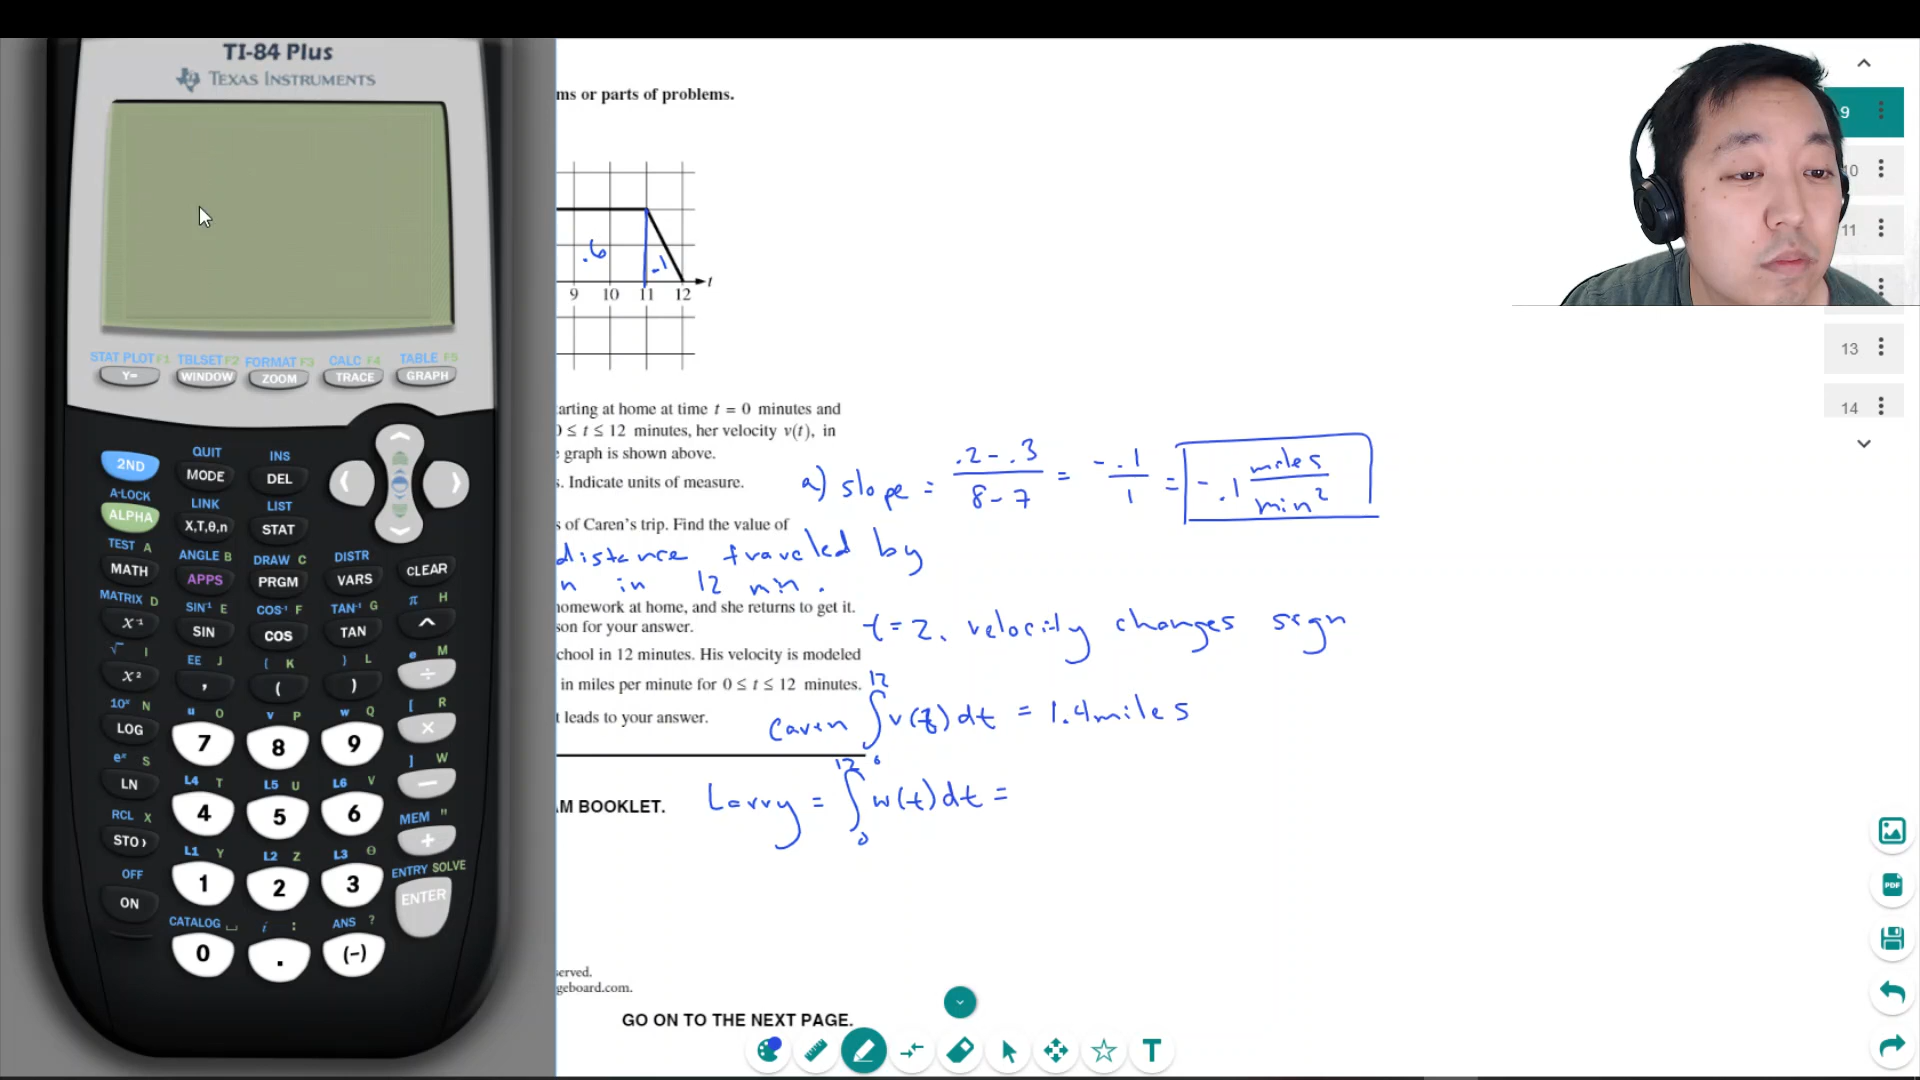 TI-84 Plus
TEXAS INSTRUMENTS
STAT PLOT F1 TBLSET F2 FORMAT F3 CALC F4 TABLE F5
Y= WINDOW ZOOM TRACE GRAPH
QUIT INS
2ND MODE DEL
A-LOCK LINK LIST
ALPHA X,T,θ,n STAT
TEST A ANGLE B DRAW C DISTR
MATH APPS PRGM VARS CLEAR
MATRIX D SIN⁻¹ E COS⁻¹ F TAN⁻¹ G π H
X⁻¹ SIN COS TAN ^
√ I EE J { K } L e M
X² , ( ) ÷
10ˣ N u O v P w Q [ R
LOG 7 8 9 ×
eˣ S L4 T L5 U L6 V ] W
LN 4 5 6 −
RCL X L1 Y L2 Z L3 θ MEM "
STO› 1 2 3 +
OFF CATALOG ⎵ i : ANS ? ENTRY SOLVE
ON 0 . (−) ENTER
ms or parts of problems.
.6 .1
9 10 11 12 t
arting at home at time t = 0 minutes and
0 ≤ t ≤ 12 minutes, her velocity v(t), in
graph is shown above.
s. Indicate units of measure.
a) slope = .2 - .3 / 8 - 7 = -.1 / 1 = -.1 miles / min²
s of Caren's trip. Find the value of
distance traveled by
n in 12 min.
homework at home, and she returns to get it.
son for your answer.
t = 2. velocity changes sign
chool in 12 minutes. His velocity is modeled
in miles per minute for 0 ≤ t ≤ 12 minutes.
t leads to your answer.
Caren ∫₀¹² v(t) dt = 1.4 miles
Larry = ∫₀¹² w(t) dt =
AM BOOKLET.
served.
geboard.com.
GO ON TO THE NEXT PAGE.
9
10
11
13
14
PDF
T